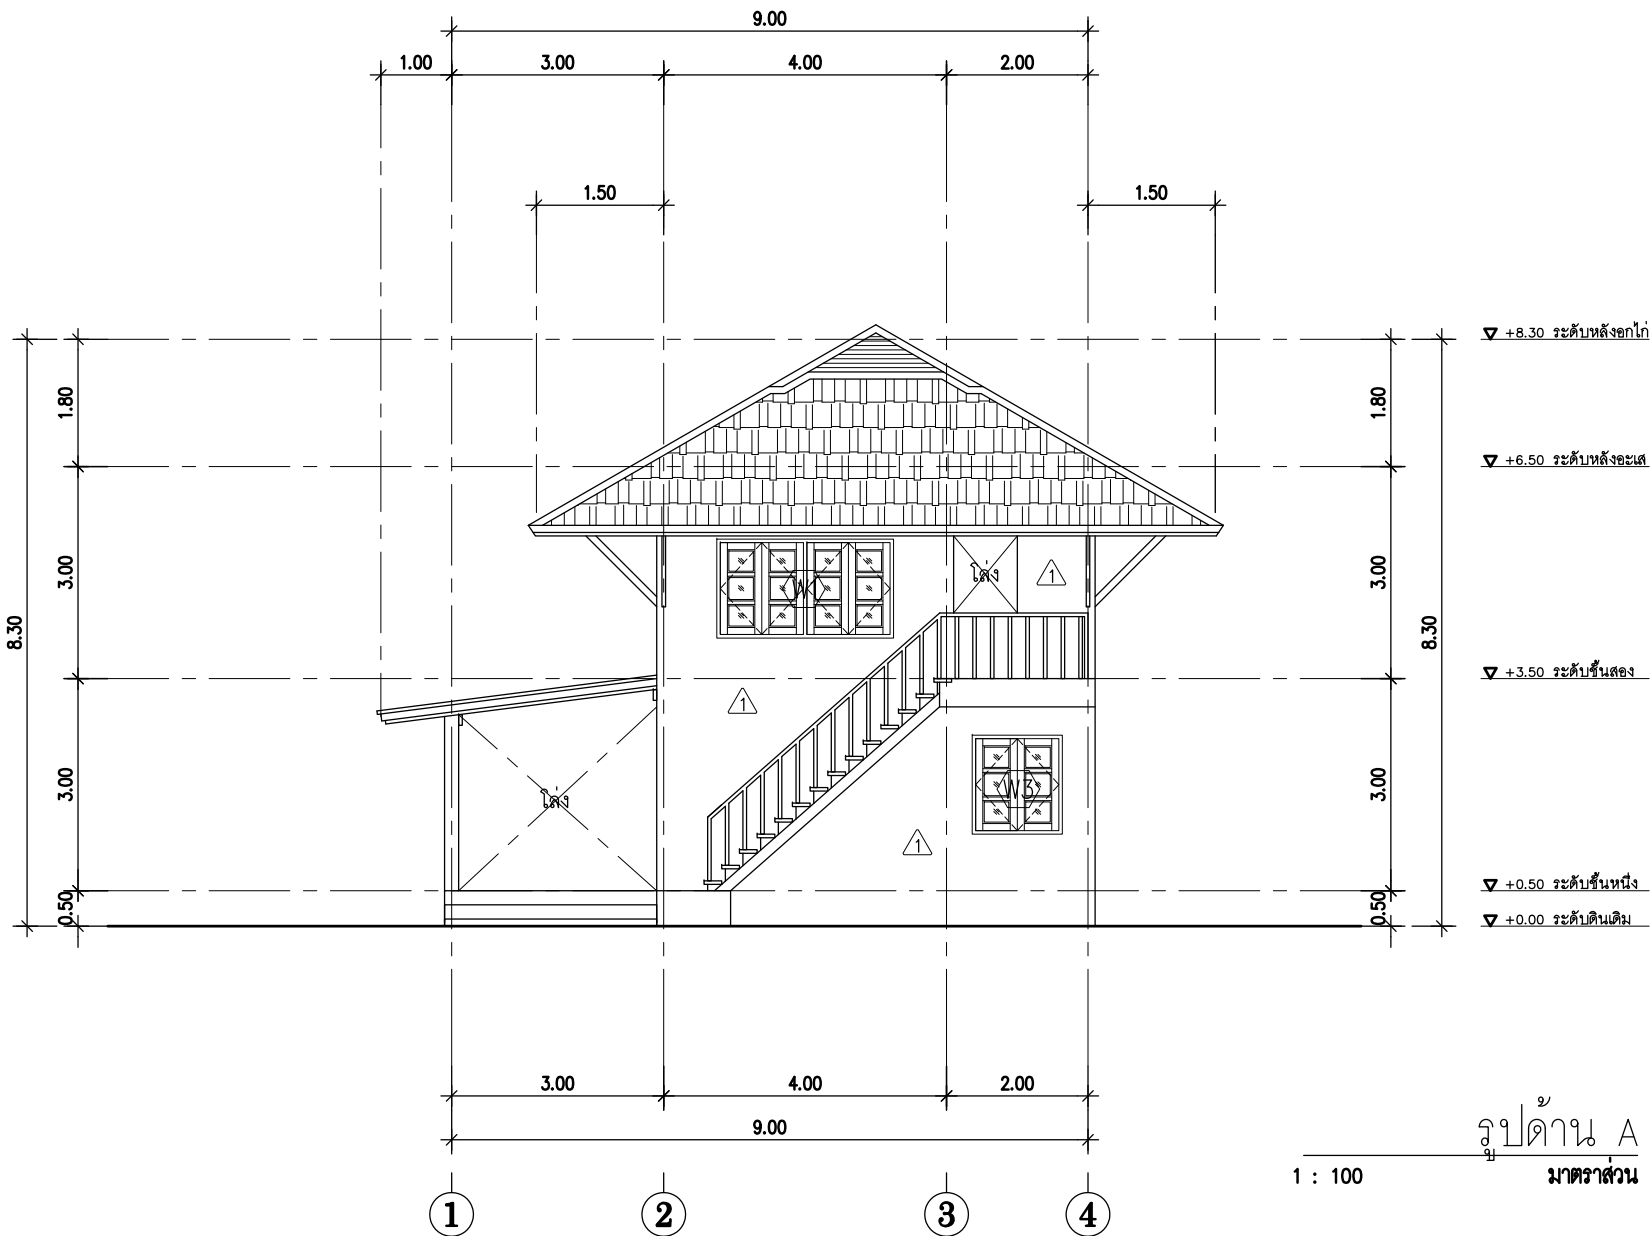 9.00
1.00 3.00 4.00 2.00
1.50 1.50
+8.30 ระดับหลังอกไก่
1.80 1.80
+6.50 ระดับหลังอะเส
3.00 โล่ง 1 3.00
W1
8.30 8.30
+3.50 ระดับชั้นสอง
1
3.00 โล่ง W3 3.00
1
+0.50 ระดับชั้นหนึ่ง
0.50 0.50
+0.00 ระดับดินเดิม
3.00 4.00 2.00
9.00
รูปด้าน A
1 : 100 มาตราส่วน
1 2 3 4